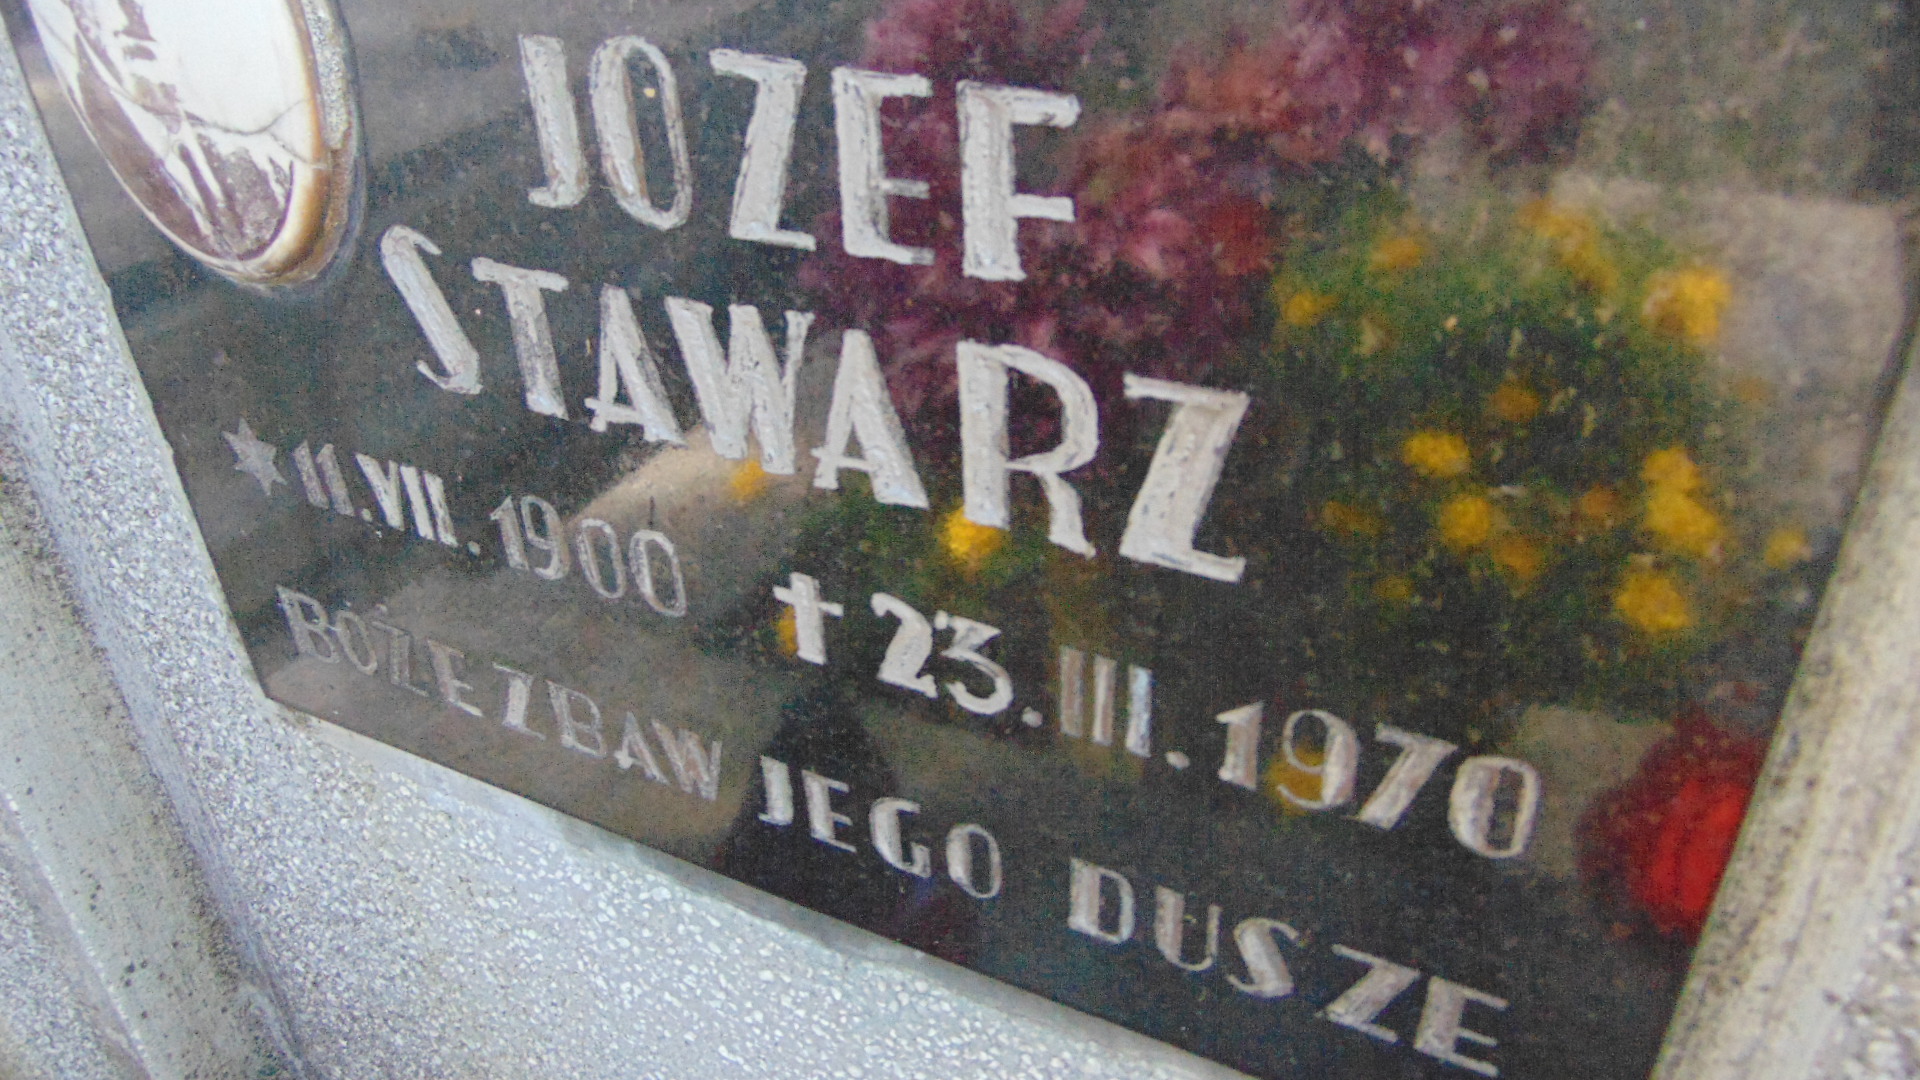 JOZEF
STAWARZ
★ 11.VII.1900
✝ 23.III.1970
BOŻE ZBAW JEGO DUSZE